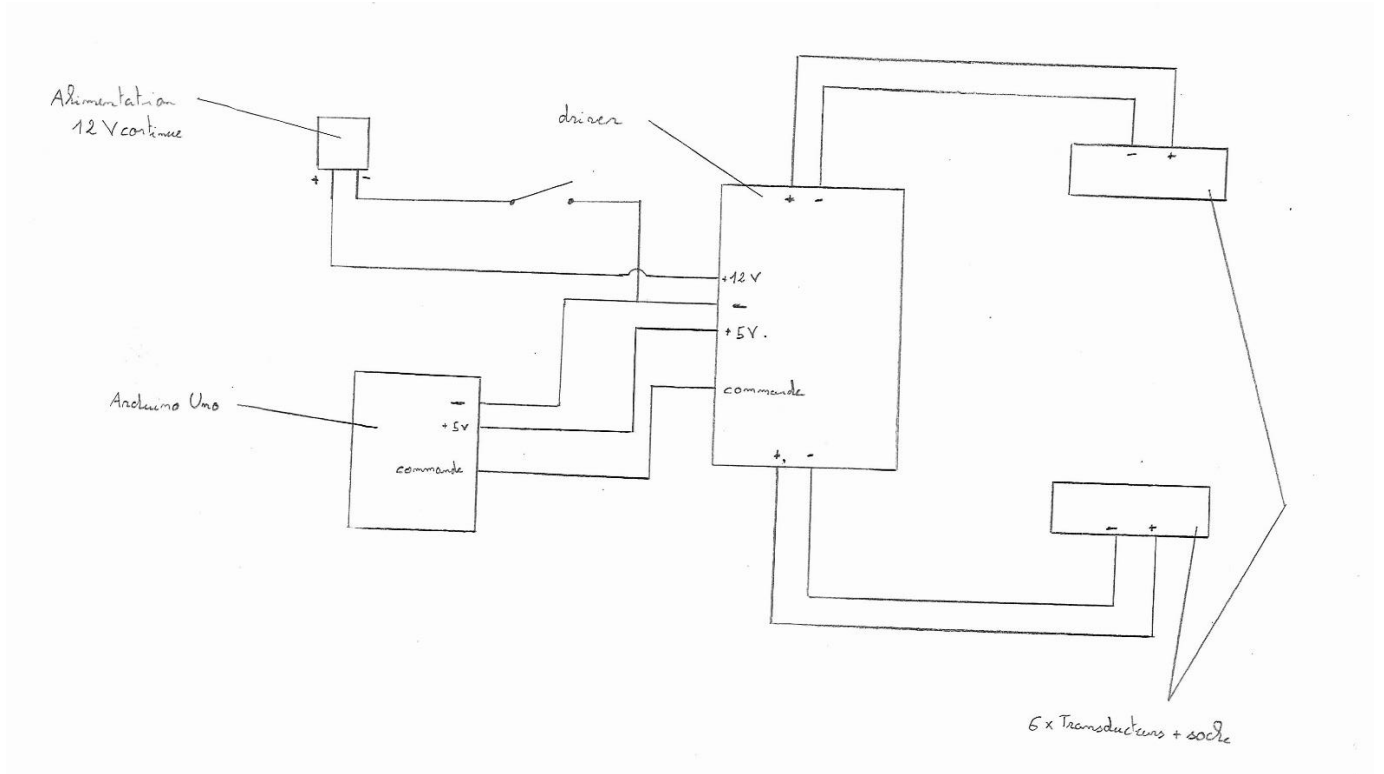 Alimentation
12 V continue
+ -
driver
+ -
- +
+12 V
-
+5V.
commande
Arduino Uno
-
+5v
commande
+, -
- +
6 x Transducteurs + socle